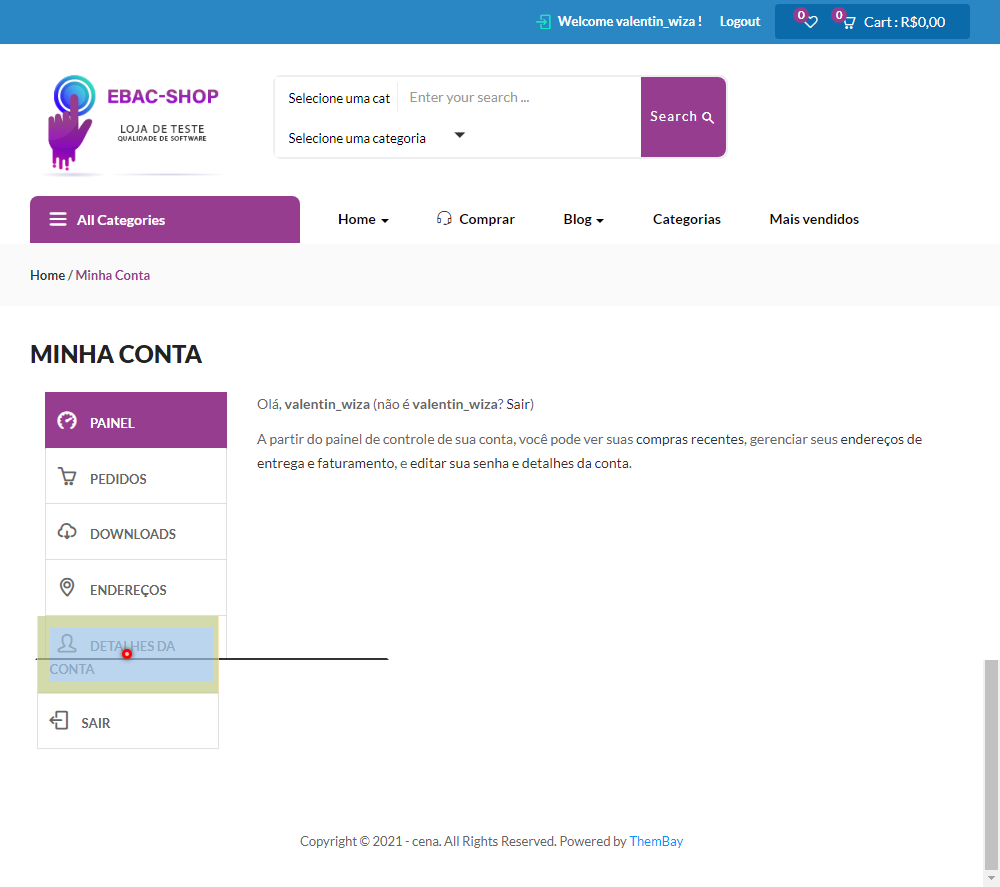 Welcome valentin_wiza ! Logout 0 0 Cart : R$0,00
EBAC-SHOP
LOJA DE TESTE
QUALIDADE DE SOFTWARE
Selecione uma cat Enter your search ...
Selecione uma categoria
Search
All Categories Home Comprar Blog Categorias Mais vendidos
Home / Minha Conta
MINHA CONTA
PAINEL
PEDIDOS
DOWNLOADS
ENDEREÇOS
DETALHES DA
CONTA
SAIR
Olá, valentin_wiza (não é valentin_wiza? Sair)
A partir do painel de controle de sua conta, você pode ver suas compras recentes, gerenciar seus endereços de
entrega e faturamento, e editar sua senha e detalhes da conta.
Copyright © 2021 - cena. All Rights Reserved. Powered by ThemBay